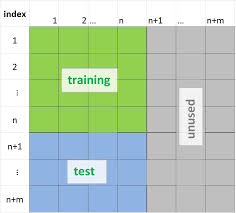 index
1 2 ... n n+1 ... n+m
1
2
⋮
training
n
unused
n+1
⋮
test
n+m